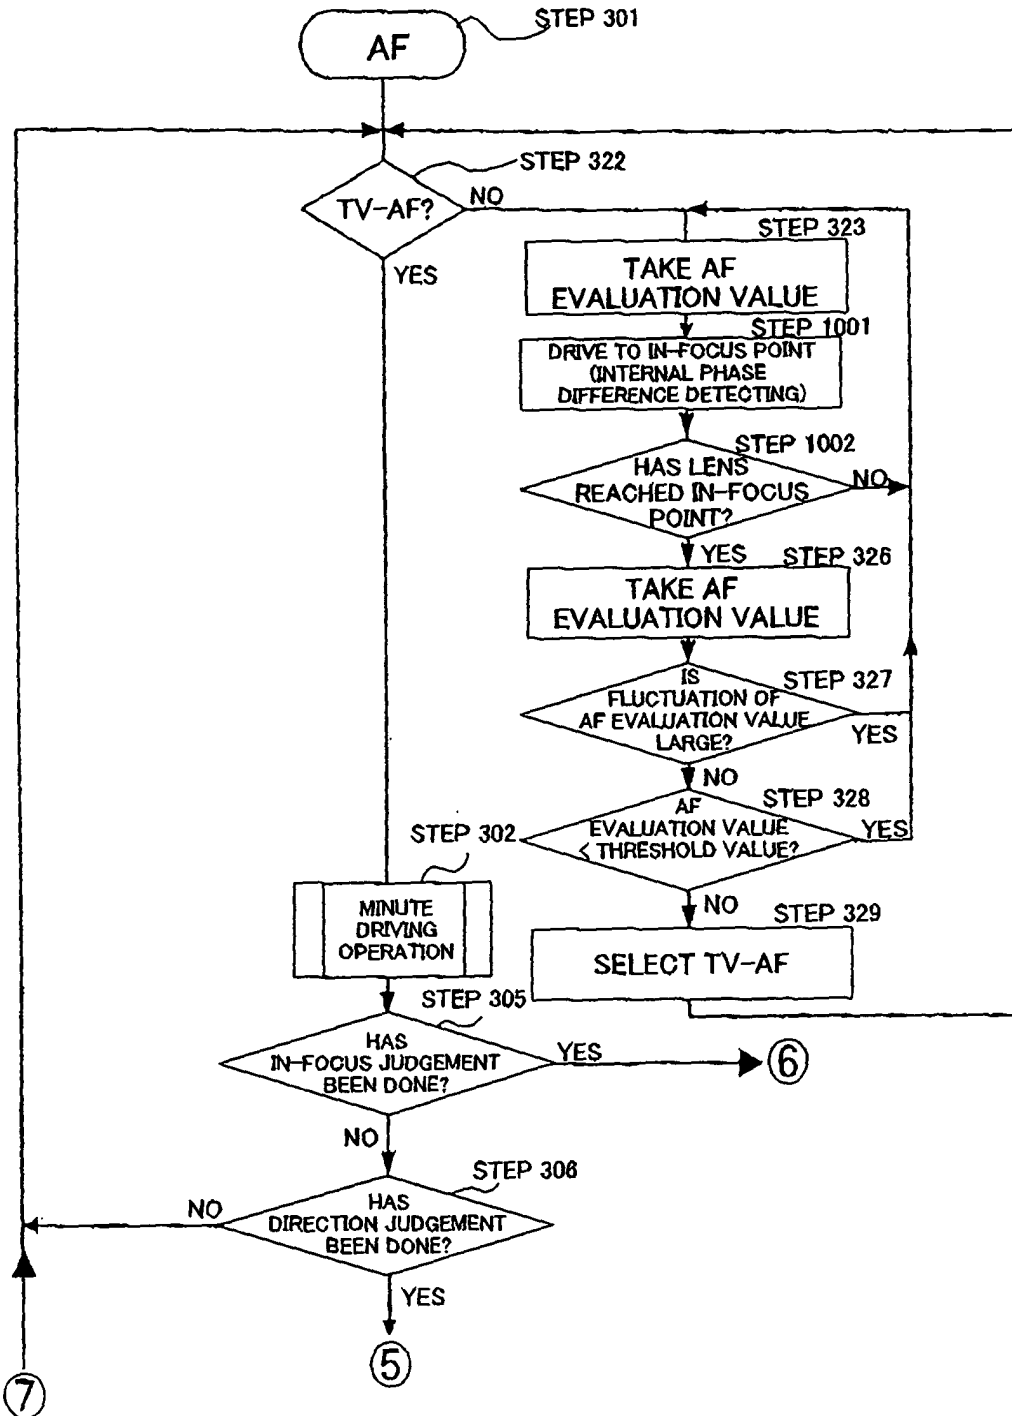 STEP 301
AF
STEP 322
TV-AF?
NO
YES
STEP 323
TAKE AF
EVALUATION VALUE
STEP 1001
DRIVE TO IN-FOCUS POINT
(INTERNAL PHASE
DIFFERENCE DETECTING)
STEP 1002
HAS LENS
REACHED IN-FOCUS
POINT?
NO
YES
STEP 326
TAKE AF
EVALUATION VALUE
STEP 327
IS
FLUCTUATION OF
AF EVALUATION VALUE
LARGE?
YES
NO
STEP 328
AF
EVALUATION VALUE
< THRESHOLD VALUE?
YES
NO
STEP 329
SELECT TV-AF
STEP 302
MINUTE
DRIVING
OPERATION
STEP 305
HAS
IN-FOCUS JUDGEMENT
BEEN DONE?
YES
⑥
NO
STEP 306
HAS
DIRECTION JUDGEMENT
BEEN DONE?
NO
YES
⑤
⑦